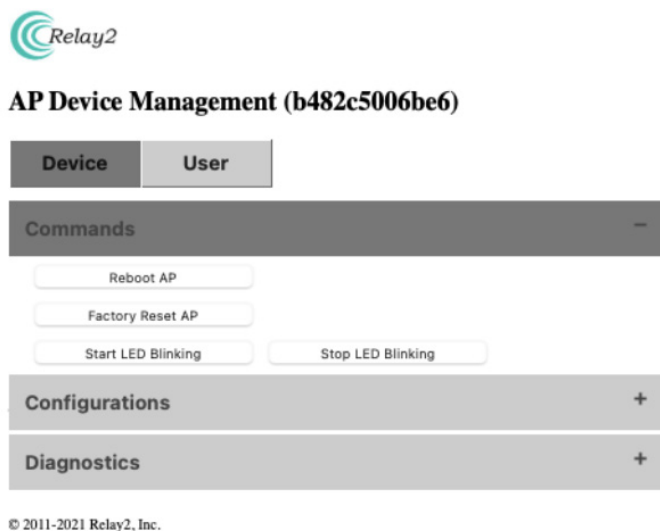 Relay2
AP Device Management (b482c5006be6)
Device User
Commands −
Reboot AP
Factory Reset AP
Start LED Blinking Stop LED Blinking
Configurations +
Diagnostics +
© 2011-2021 Relay2, Inc.